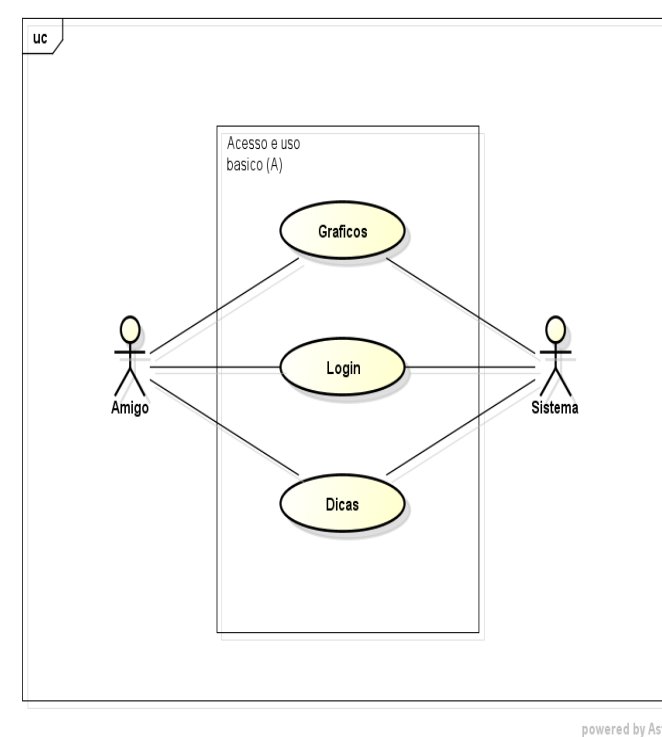 uc
Acesso e uso
basico (A)
Graficos
Login
Amigo
Sistema
Dicas
powered by As